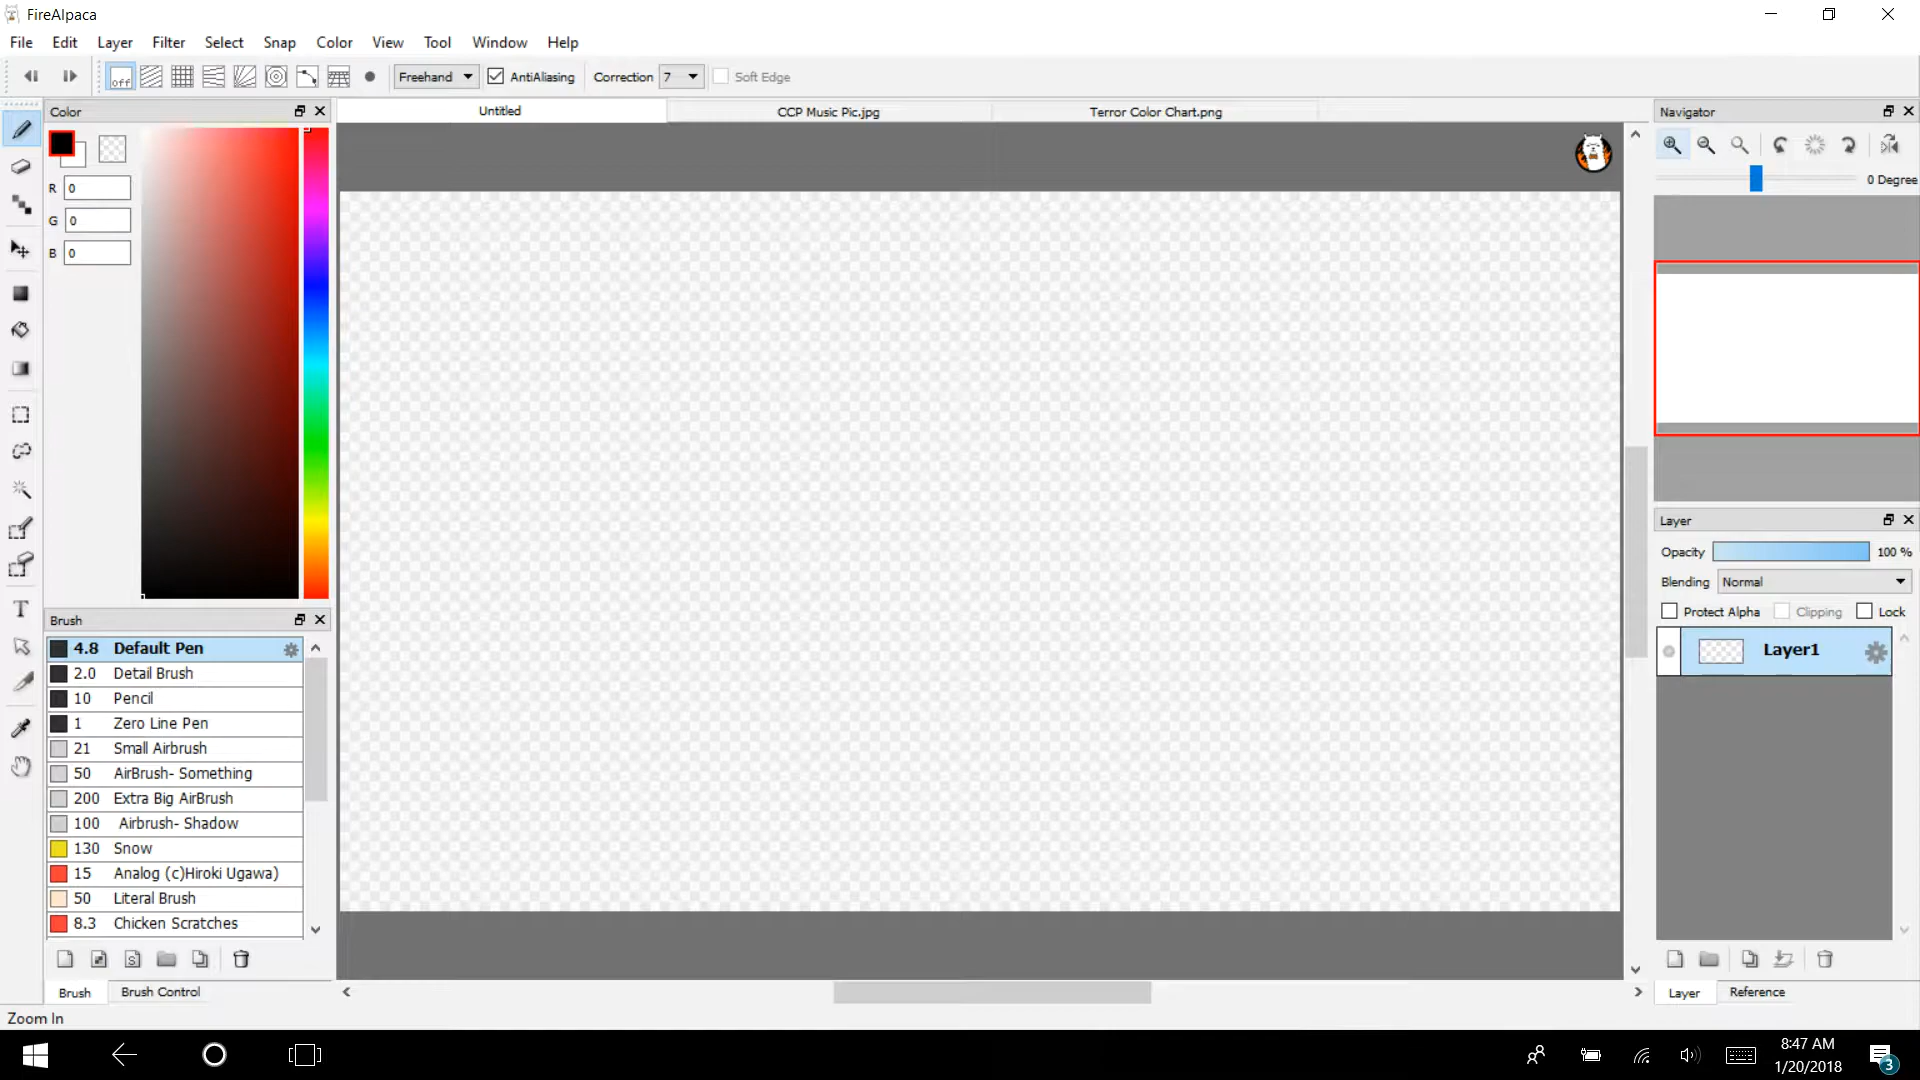 FireAlpaca
File Edit Layer Filter Select Snap Color View Tool Window Help
off Freehand AntiAliasing Correction 7 Soft Edge
Color
R 0
G 0
B 0
Brush
4.8 Default Pen
2.0 Detail Brush
10 Pencil
1 Zero Line Pen
21 Small Airbrush
50 AirBrush- Something
200 Extra Big AirBrush
100 Airbrush- Shadow
130 Snow
15 Analog (c)Hiroki Ugawa)
50 Literal Brush
8.3 Chicken Scratches
S
Brush Brush Control
Zoom In
Untitled CCP Music Pic.jpg Terror Color Chart.png
Navigator
0 Degree
Layer
Opacity 100 %
Blending Normal
Protect Alpha Clipping Lock
Layer1
Layer Reference
T
8:47 AM
1/20/2018
3